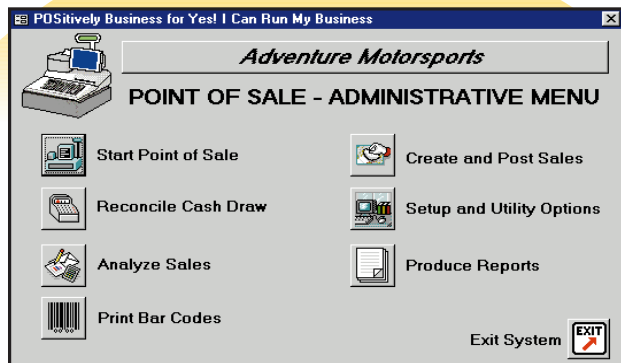 POSitively Business for Yes! I Can Run My Business
Adventure Motorsports
POINT OF SALE - ADMINISTRATIVE MENU
Start Point of Sale
Create and Post Sales
Reconcile Cash Draw
Setup and Utility Options
Analyze Sales
Produce Reports
Print Bar Codes
Exit System
EXIT